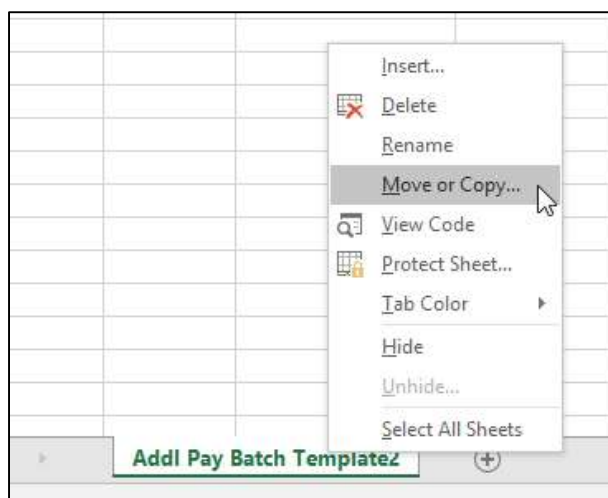 Insert...
Delete
Rename
Move or Copy...
View Code
Protect Sheet...
Tab Color
Hide
Unhide...
Select All Sheets
Addl Pay Batch Template2